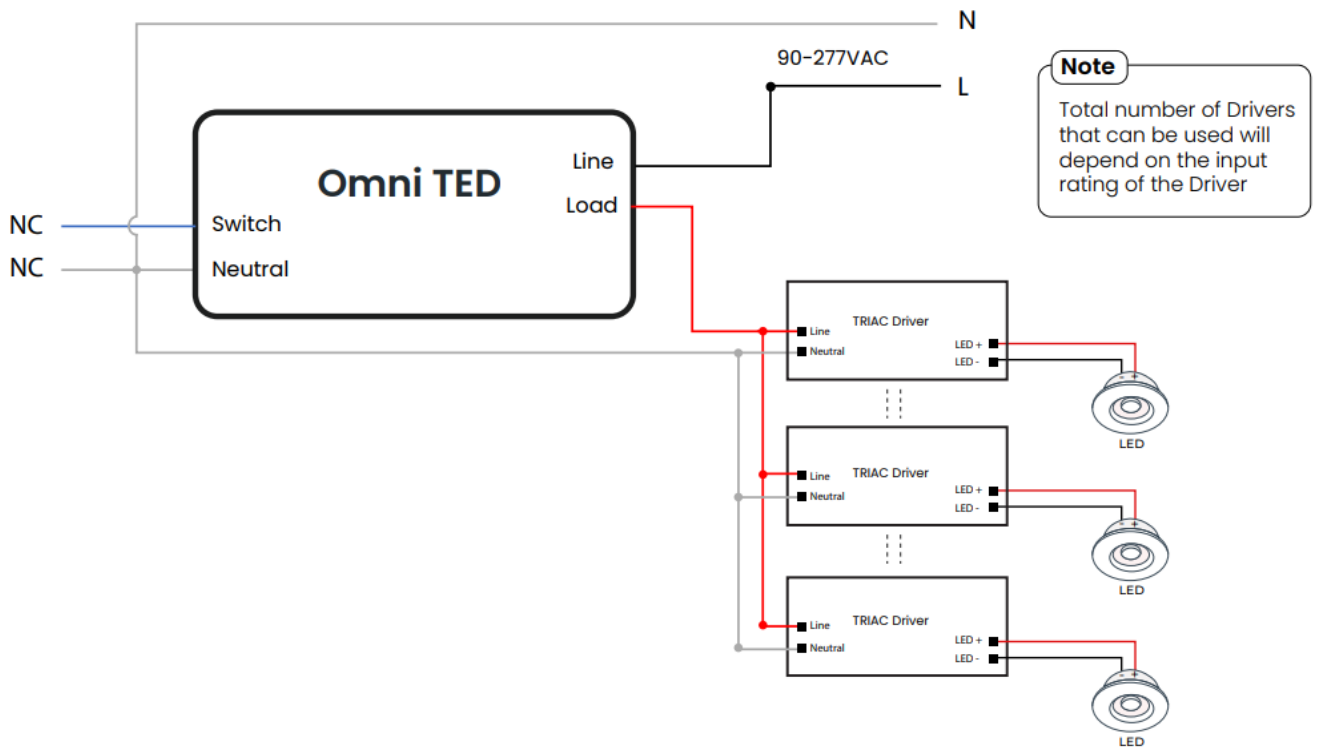 N
90-277VAC
L
Note
Total number of Drivers
that can be used will
depend on the input
rating of the Driver
Omni TED
Line
Load
NC
Switch
NC
Neutral
TRIAC Driver
Line
Neutral
LED +
LED -
- +
LED
TRIAC Driver
Line
Neutral
LED +
LED -
- +
LED
TRIAC Driver
Line
Neutral
LED +
LED -
- +
LED